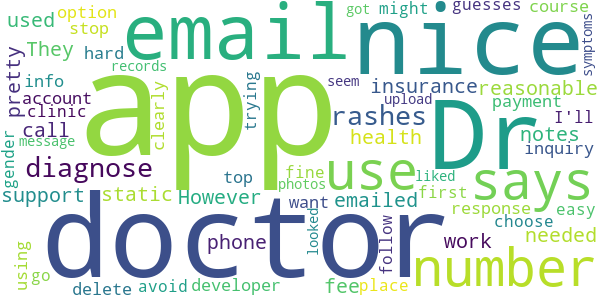 used option stop email nice got might guesses course
They hard records seem symptoms
pretty info account clinic call message clearly trying app Dr insurance reasonable upload payment
rashes I'll
health notes inquiry
gender diagnose use says
support static However fine photos top want emailed liked first response easy
phone looked follow work choose needed
using go doctor number
delete avoid developer fee place